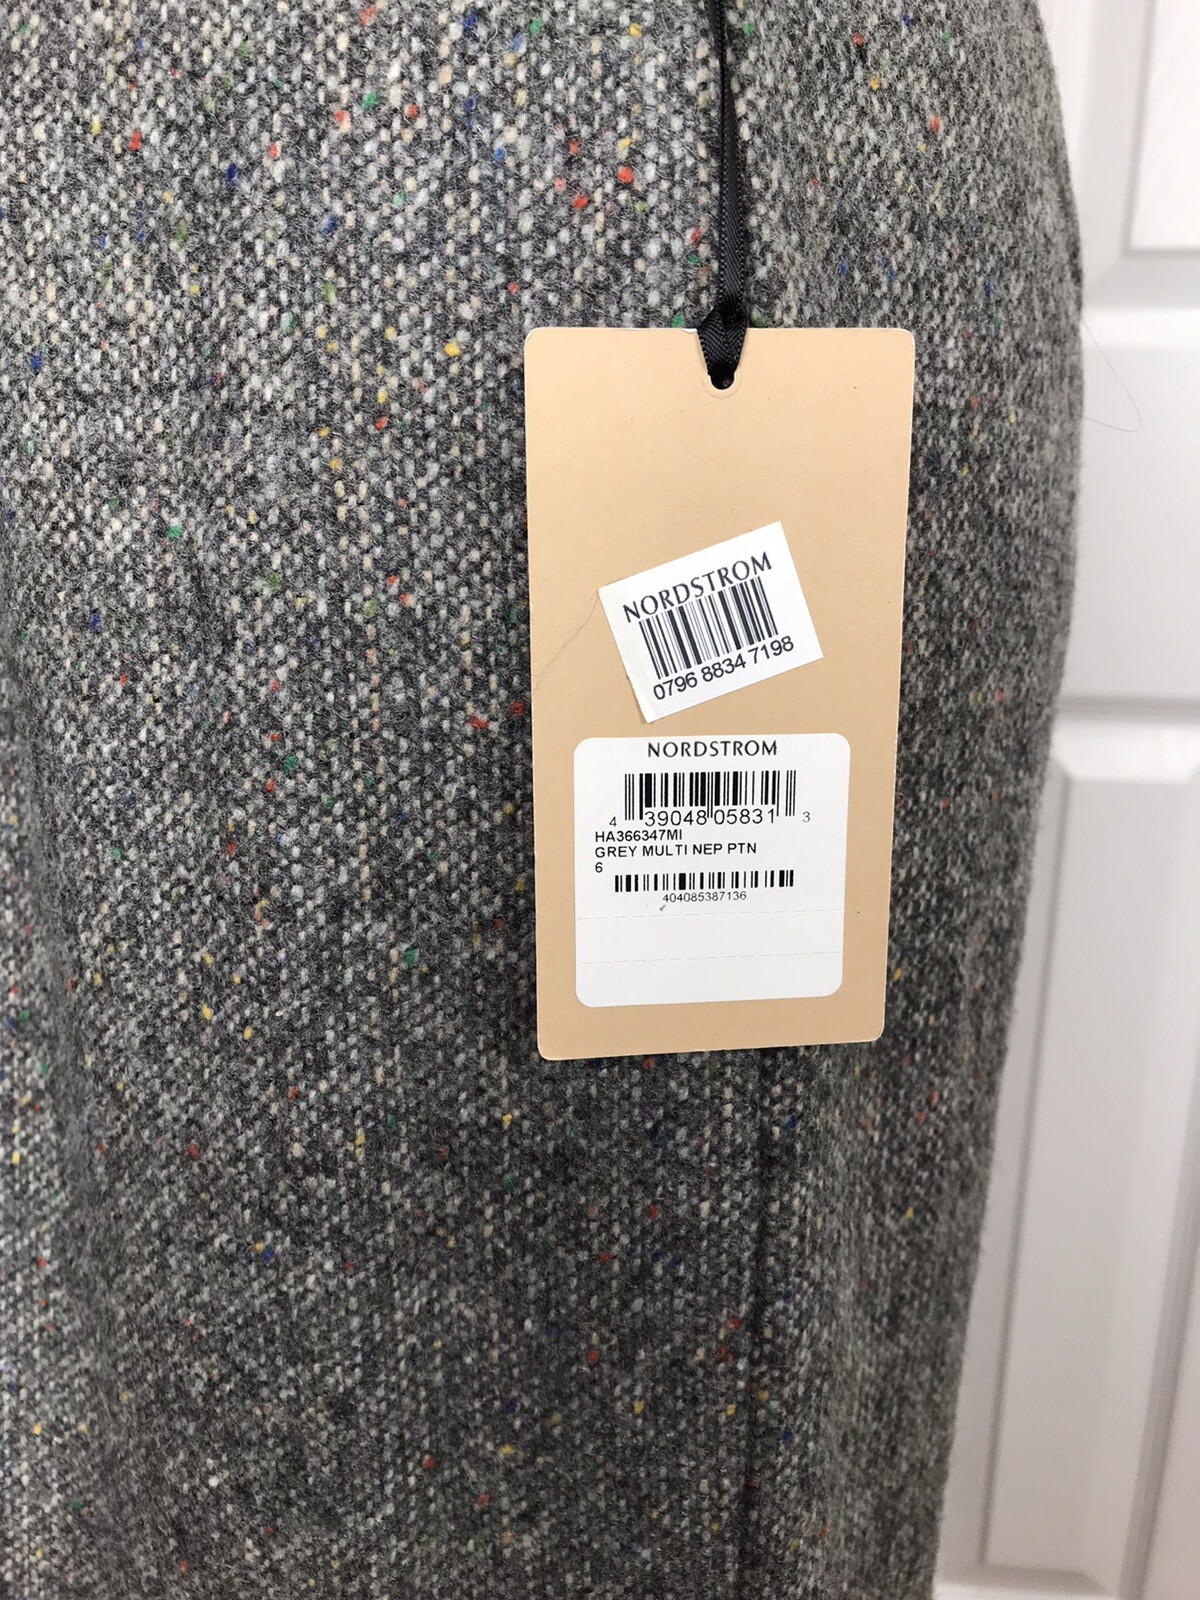 NORDSTROM
0796 8834 7198
NORDSTROM
4 39048 05831 3
HA366347MI
GREY MULTI NEP PTN
6
404085387136